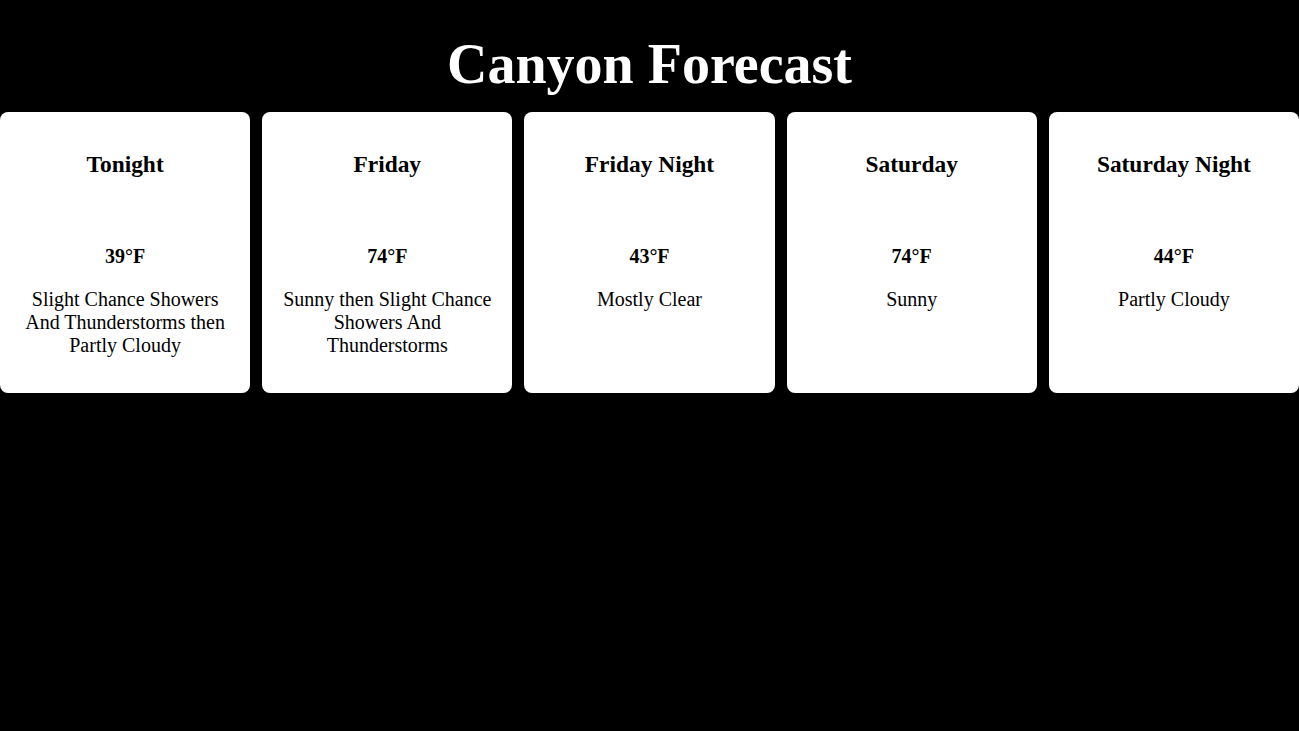 Canyon Forecast
Tonight
39°F
Slight Chance Showers
And Thunderstorms then
Partly Cloudy
Friday
74°F
Sunny then Slight Chance
Showers And
Thunderstorms
Friday Night
43°F
Mostly Clear
Saturday
74°F
Sunny
Saturday Night
44°F
Partly Cloudy